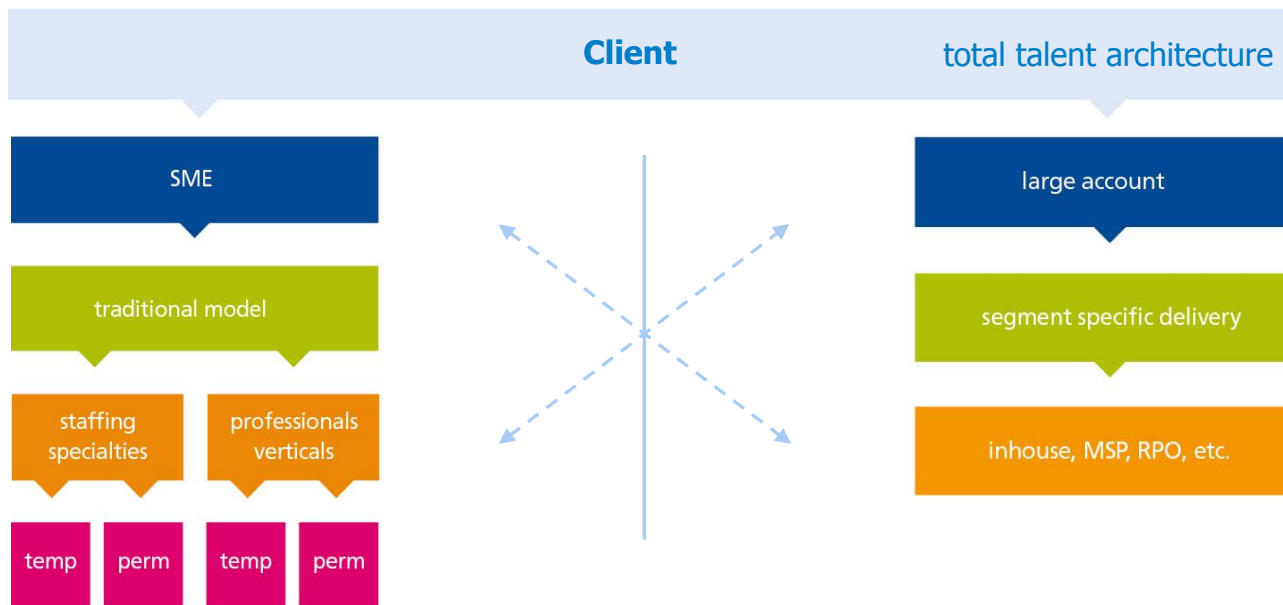 Client
total talent architecture
SME
traditional model
staffing
specialties
professionals
verticals
temp
perm
temp
perm
large account
segment specific delivery
inhouse, MSP, RPO, etc.